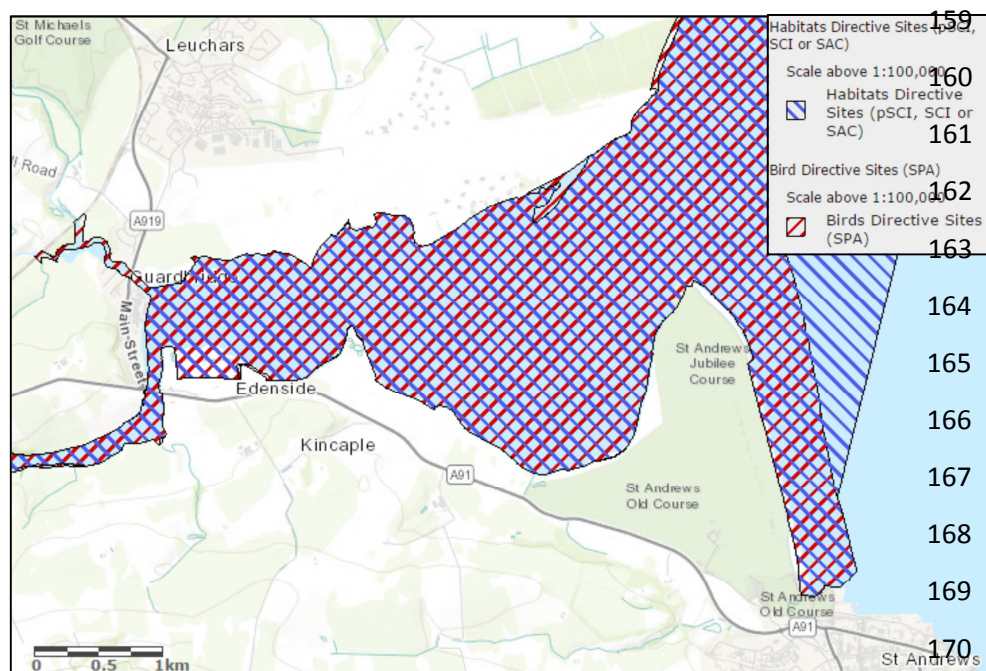 St Michaels
Golf Course
Leuchars
Road
A919
Guardbridge
Main-Street
Edenside
Kincaple
A91
St Andrews
Jubilee
Course
St Andrews
Old Course
St Andrews
Old Course
A91
St Andrews
0 0.5 1km
Habitats Directive Sites (pSCI,
SCI or SAC)
Scale above 1:100,000
Habitats Directive
Sites (pSCI, SCI or
SAC)
Bird Directive Sites (SPA)
Scale above 1:100,000
Birds Directive Sites
(SPA)
159
160
161
162
163
164
165
166
167
168
169
170